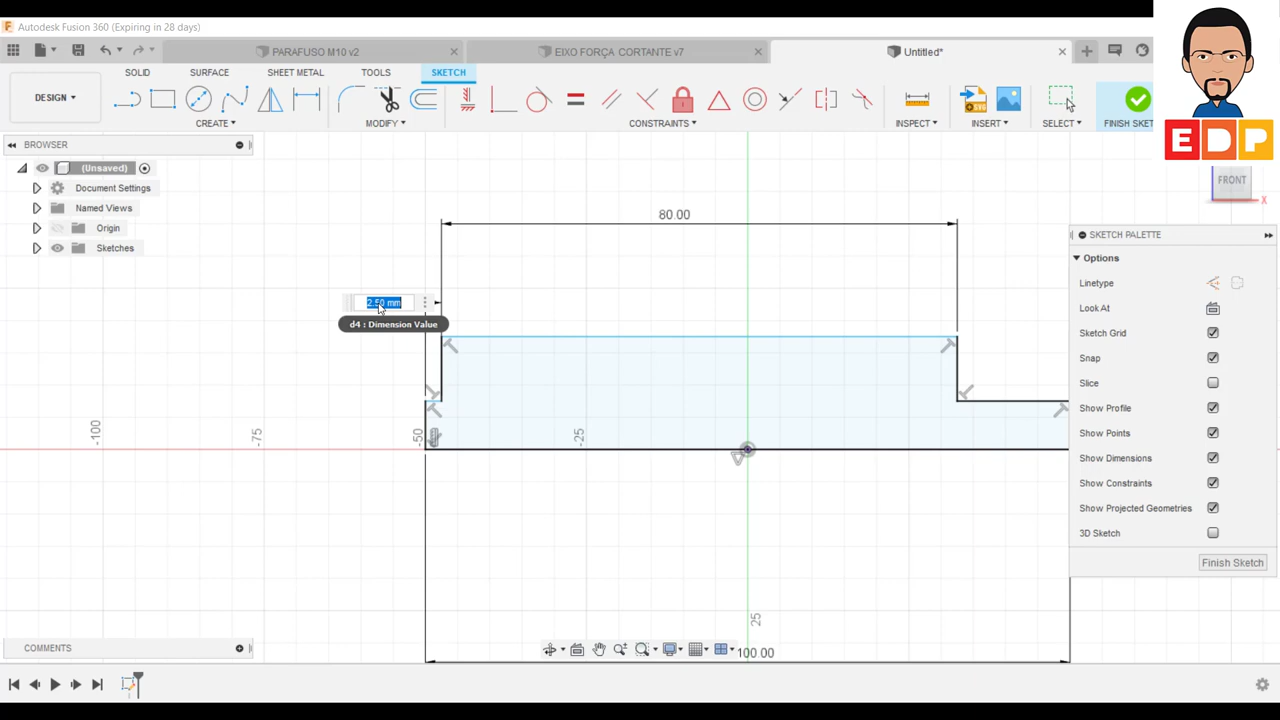 Autodesk Fusion 360 (Expiring in 28 days)
PARAFUSO M10 v2
EIXO FORÇA CORTANTE v7
Untitled*
SOLID SURFACE SHEET METAL TOOLS SKETCH
DESIGN
CREATE MODIFY CONSTRAINTS INSPECT INSERT SELECT FINISH SKET
EDP
BROWSER
(Unsaved)
Document Settings
Named Views
Origin
Sketches
FRONT
X
80.00
2.50 mm
d4 : Dimension Value
-100
-75
-50
-25
25
100.00
SKETCH PALETTE
Options
Linetype
Look At
Sketch Grid
Snap
Slice
Show Profile
Show Points
Show Dimensions
Show Constraints
Show Projected Geometries
3D Sketch
Finish Sketch
COMMENTS